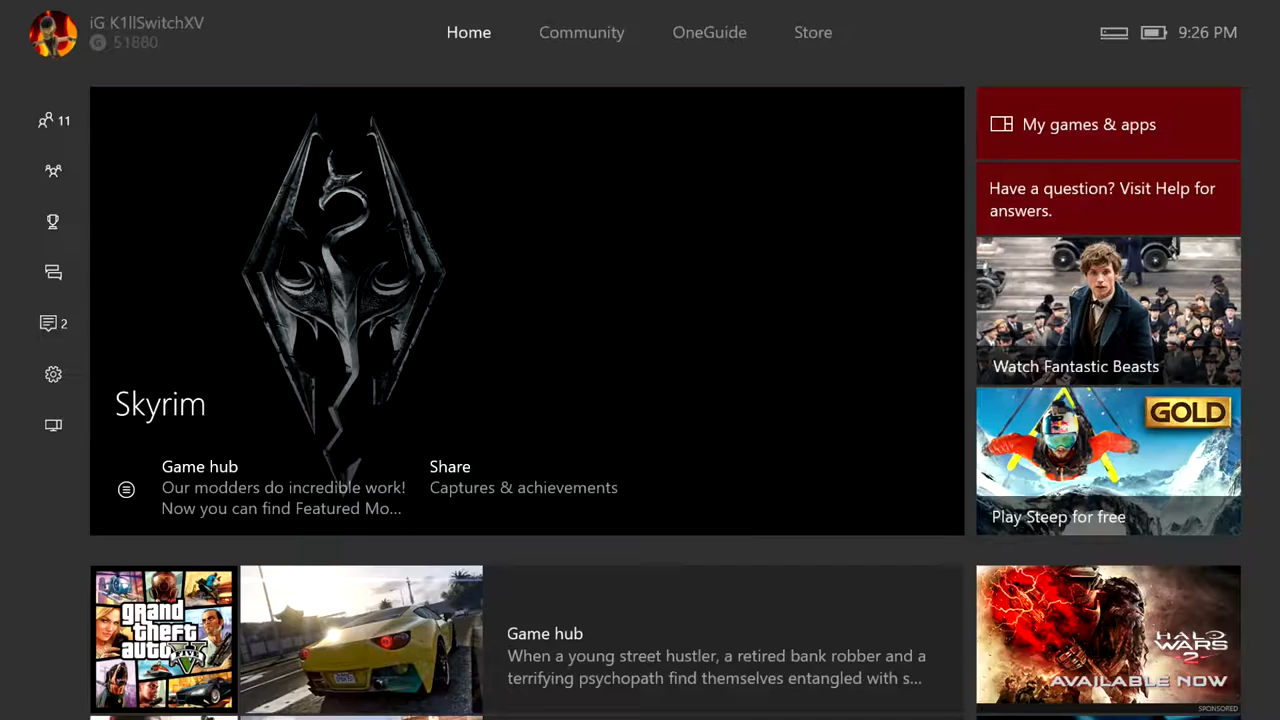 iG K1llSwitchXV
G 51880
Home
Community
OneGuide
Store
9:26 PM
11
2
Skyrim
Game hub
Our modders do incredible work!
Now you can find Featured Mo...
Share
Captures & achievements
My games & apps
Have a question? Visit Help for
answers.
Watch Fantastic Beasts
GOLD
Play Steep for free
grand
theft
auto
V
Game hub
When a young street hustler, a retired bank robber and a
terrifying psychopath find themselves entangled with s...
HALO
WARS
2
AVAILABLE NOW
SPONSORED